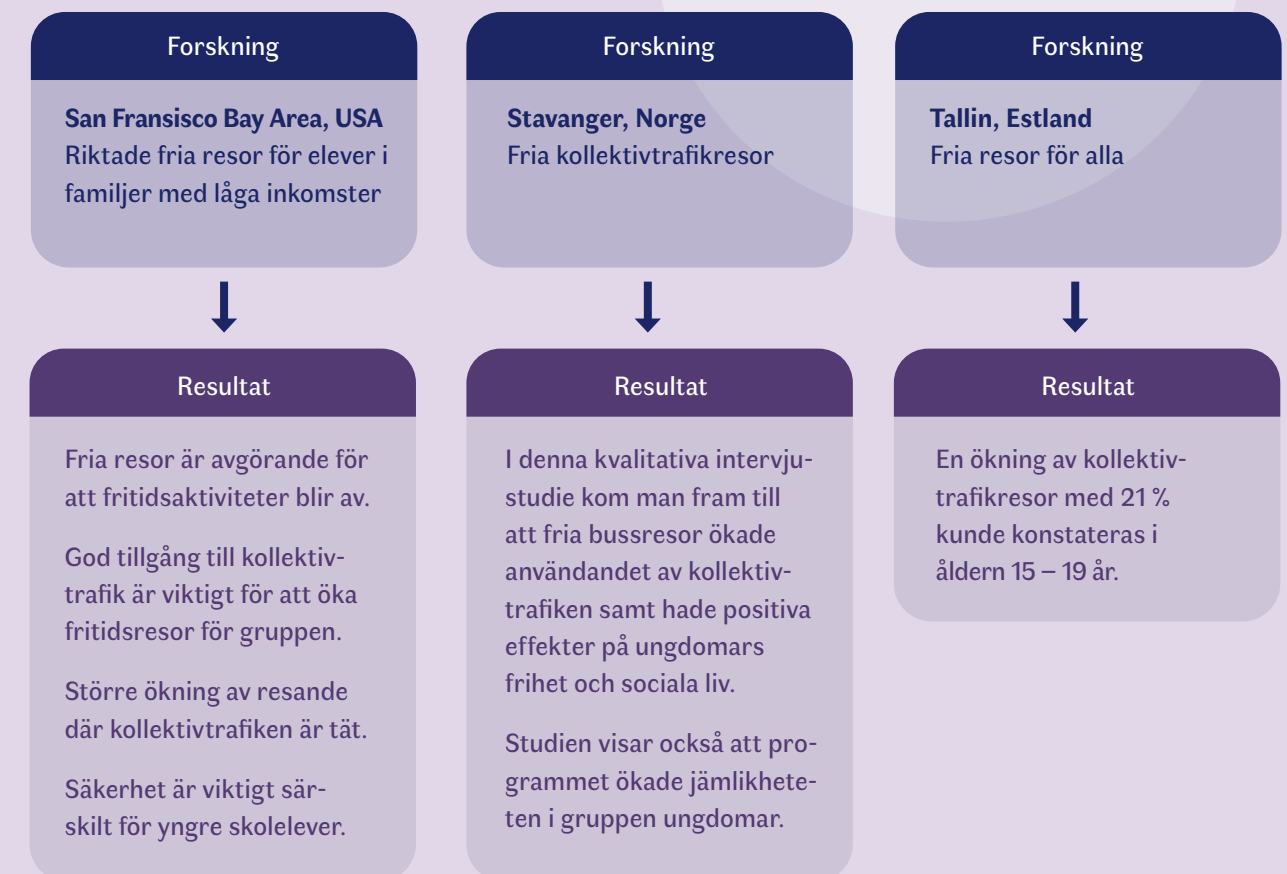 Forskning
San Fransisco Bay Area, USA
Riktade fria resor för elever i
familjer med låga inkomster
Resultat
Fria resor är avgörande för
att fritidsaktiviteter blir av.
God tillgång till kollektiv-
trafik är viktigt för att öka
fritidsresor för gruppen.
Större ökning av resande
där kollektivtrafiken är tät.
Säkerhet är viktigt sär-
skilt för yngre skolelever.
Forskning
Stavanger, Norge
Fria kollektivtrafikresor
Resultat
I denna kvalitativa intervju-
studie kom man fram till
att fria bussresor ökade
användandet av kollektiv-
trafiken samt hade positiva
effekter på ungdomars
frihet och sociala liv.
Studien visar också att pro-
grammet ökade jämlikhete-
ten i gruppen ungdomar.
Forskning
Tallin, Estland
Fria resor för alla
Resultat
En ökning av kollektiv-
trafikresor med 21 %
kunde konstateras i
åldern 15 – 19 år.